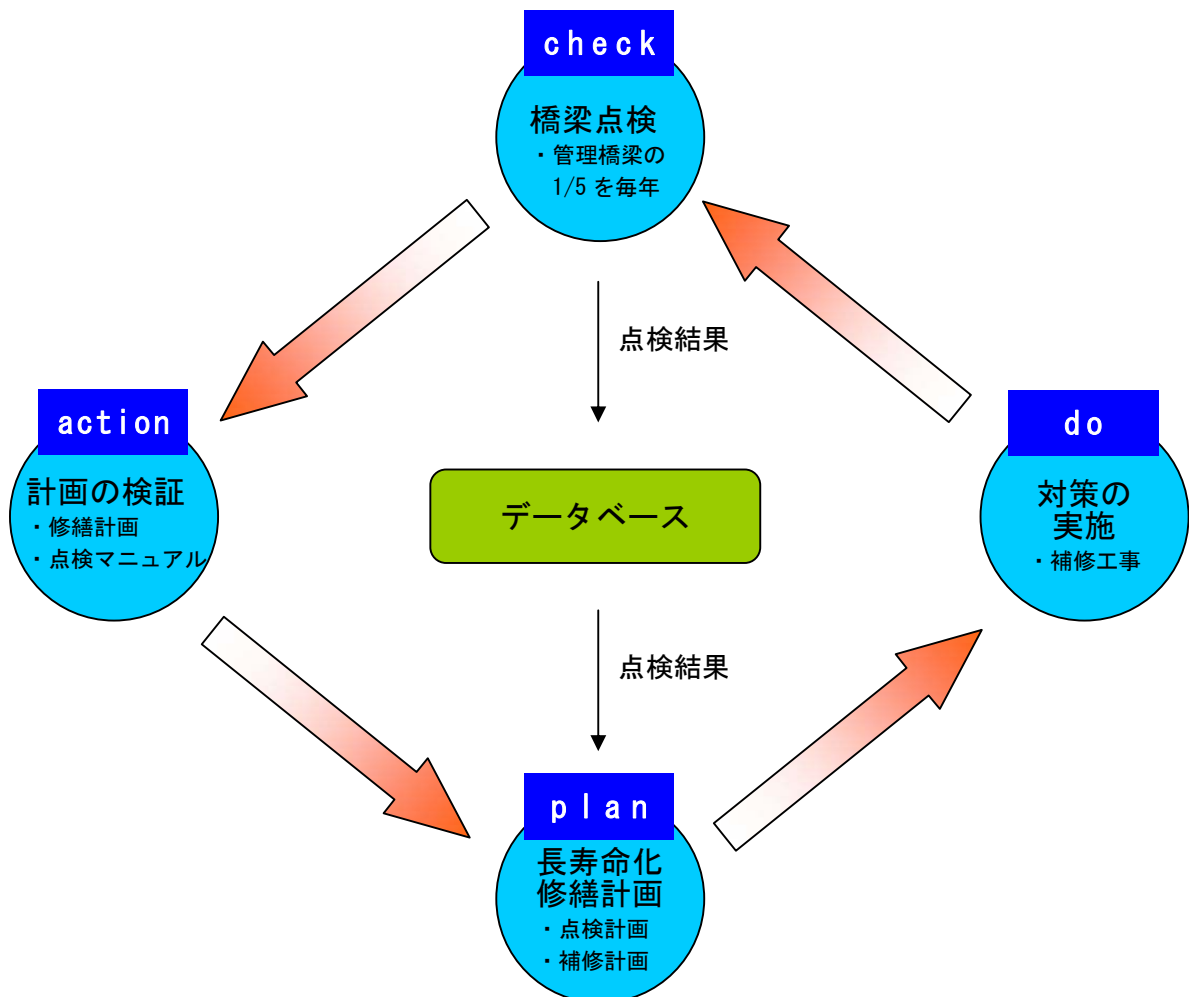 check
橋梁点検
・管理橋梁の
1/5を毎年
点検結果
action
計画の検証
・修繕計画
・点検マニュアル
データベース
do
対策の
実施
・補修工事
点検結果
plan
長寿命化
修繕計画
・点検計画
・補修計画